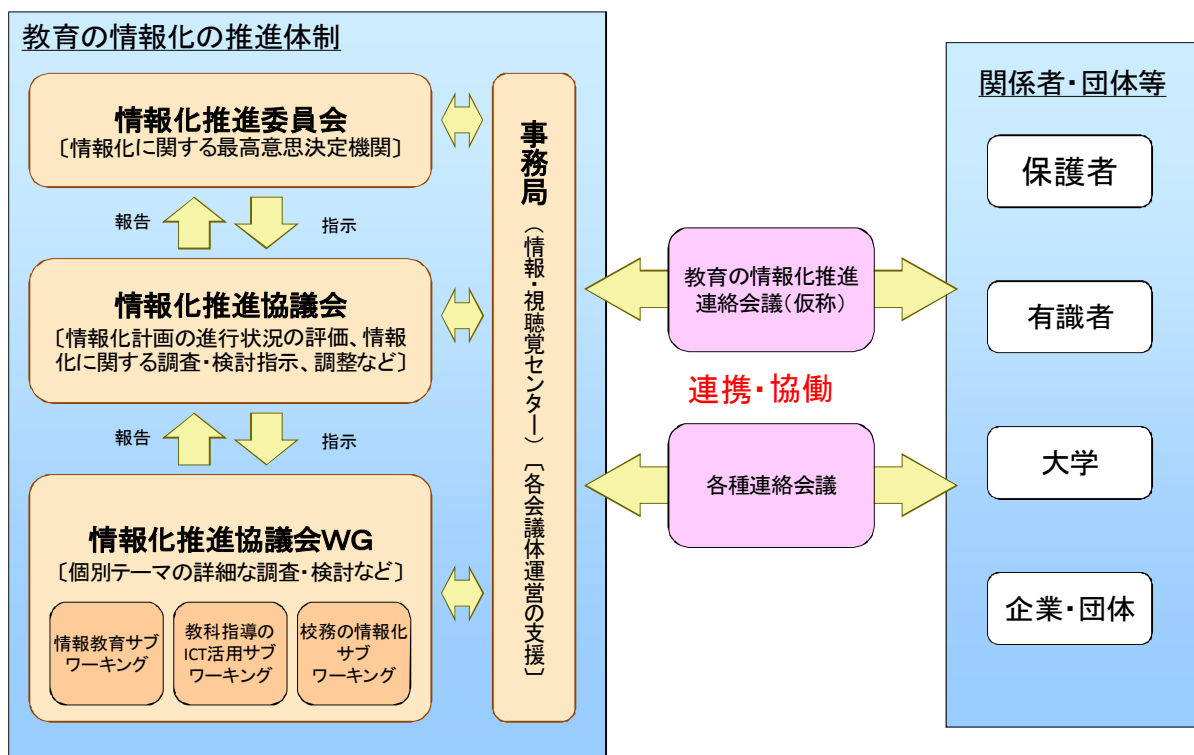 教育の情報化の推進体制
情報化推進委員会
〔情報化に関する最高意思決定機関〕
報告
指示
情報化推進協議会
〔情報化計画の進行状況の評価、情報
化に関する調査・検討指示、調整など〕
報告
指示
情報化推進協議会WG
〔個別テーマの詳細な調査・検討など〕
情報教育サブ
ワーキング
教科指導の
ICT活用サブ
ワーキング
校務の情報化
サブ
ワーキング
事務局（情報・視聴覚センター）〔各会議体運営の支援〕
教育の情報化推進
連絡会議（仮称）
連携・協働
各種連絡会議
関係者・団体等
保護者
有識者
大学
企業・団体